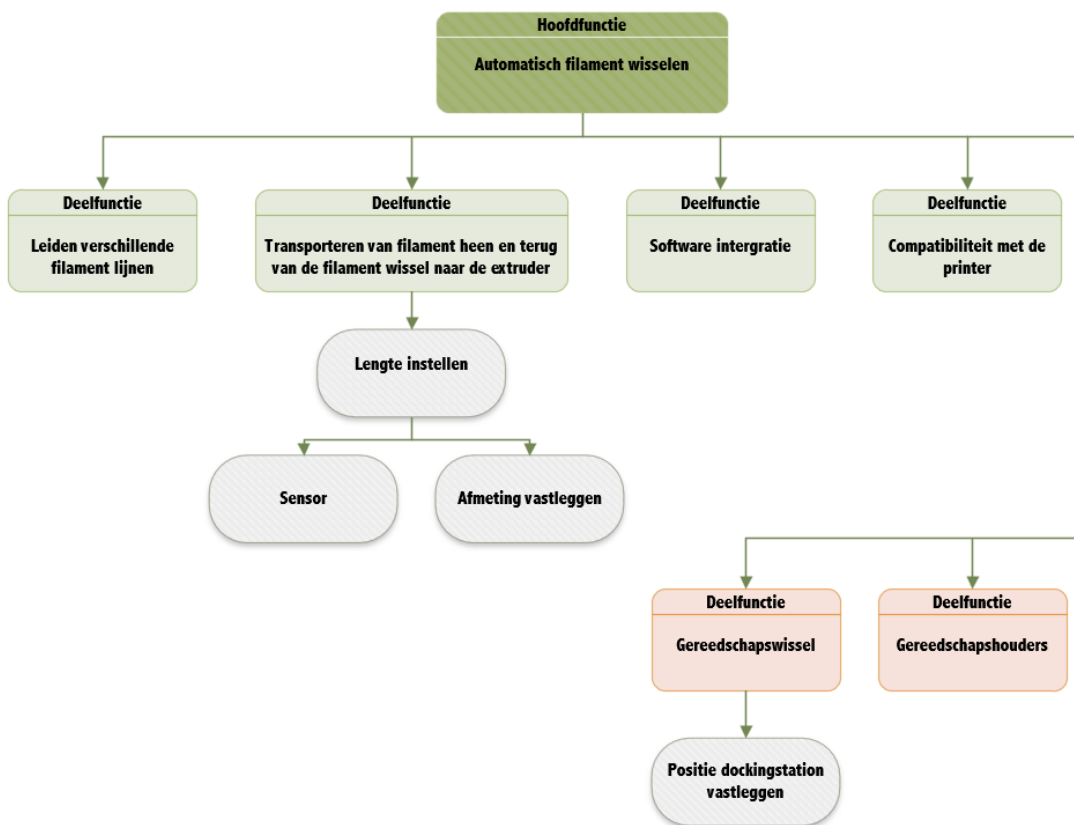 Hoofdfunctie
Automatisch filament wisselen
Deelfunctie
Leiden verschillende
filament lijnen
Deelfunctie
Transporteren van filament heen en terug
van de filament wissel naar de extruder
Deelfunctie
Software intergratie
Deelfunctie
Compatibiliteit met de
printer
Lengte instellen
Sensor
Afmeting vastleggen
Deelfunctie
Gereedschapswissel
Deelfunctie
Gereedschapshouders
Positie dockingstation
vastleggen